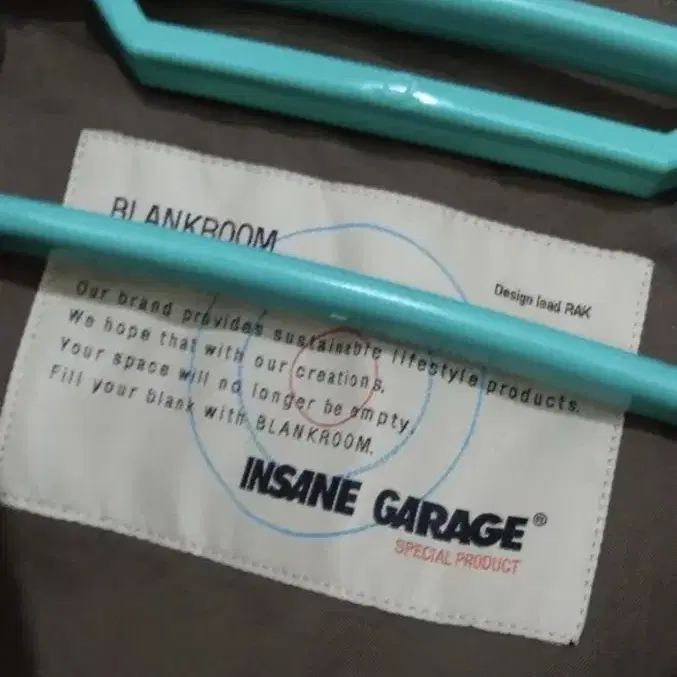 BLANKROOM
Design lead RAK
Our brand provides sustainable lifestyle products.
We hope that with our creations,
Your space will no longer be empty.
Fill your blank with BLANKROOM.
INSANE GARAGE®
SPECIAL PRODUCT